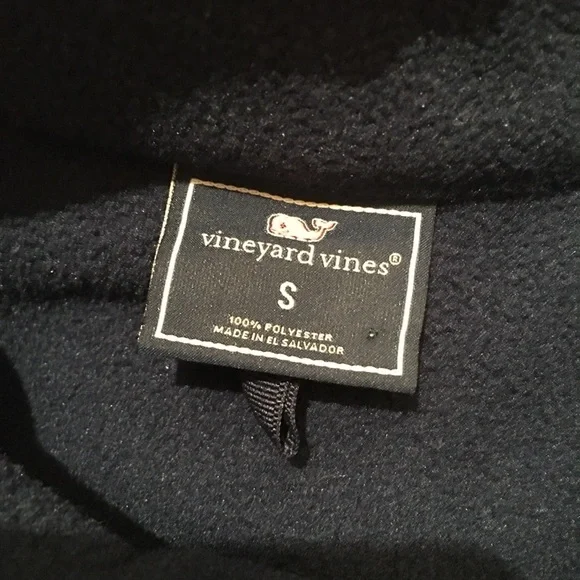 vineyard vines®
S
100% POLYESTER
MADE IN EL SALVADOR